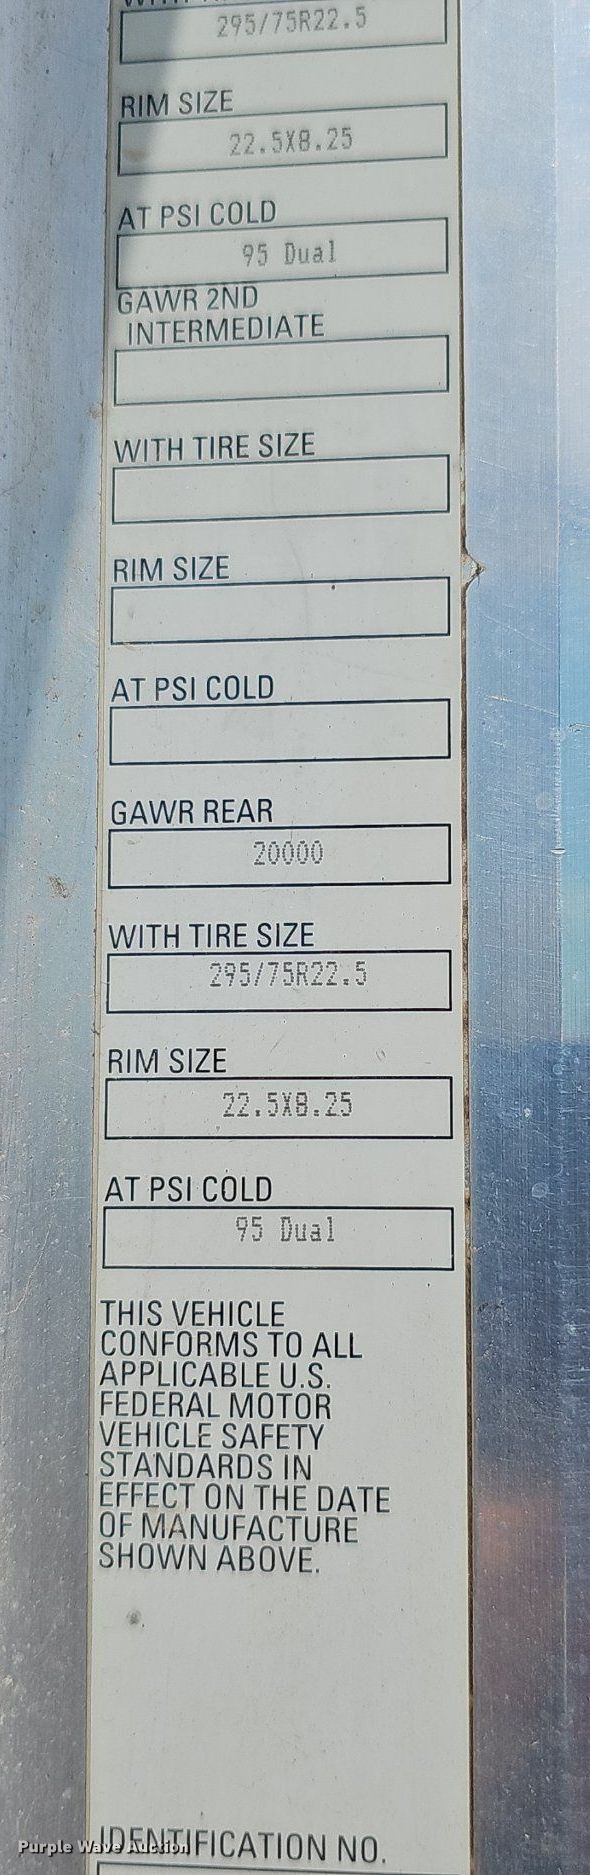 WITH TIRE SIZE
295/75R22.5
RIM SIZE
22.5X8.25
AT PSI COLD
95 Dual
GAWR 2ND
INTERMEDIATE
WITH TIRE SIZE
RIM SIZE
AT PSI COLD
GAWR REAR
20000
WITH TIRE SIZE
295/75R22.5
RIM SIZE
22.5X8.25
AT PSI COLD
95 Dual
THIS VEHICLE
CONFORMS TO ALL
APPLICABLE U.S.
FEDERAL MOTOR
VEHICLE SAFETY
STANDARDS IN
EFFECT ON THE DATE
OF MANUFACTURE
SHOWN ABOVE.
IDENTIFICATION NO.
Purple Wave Auction